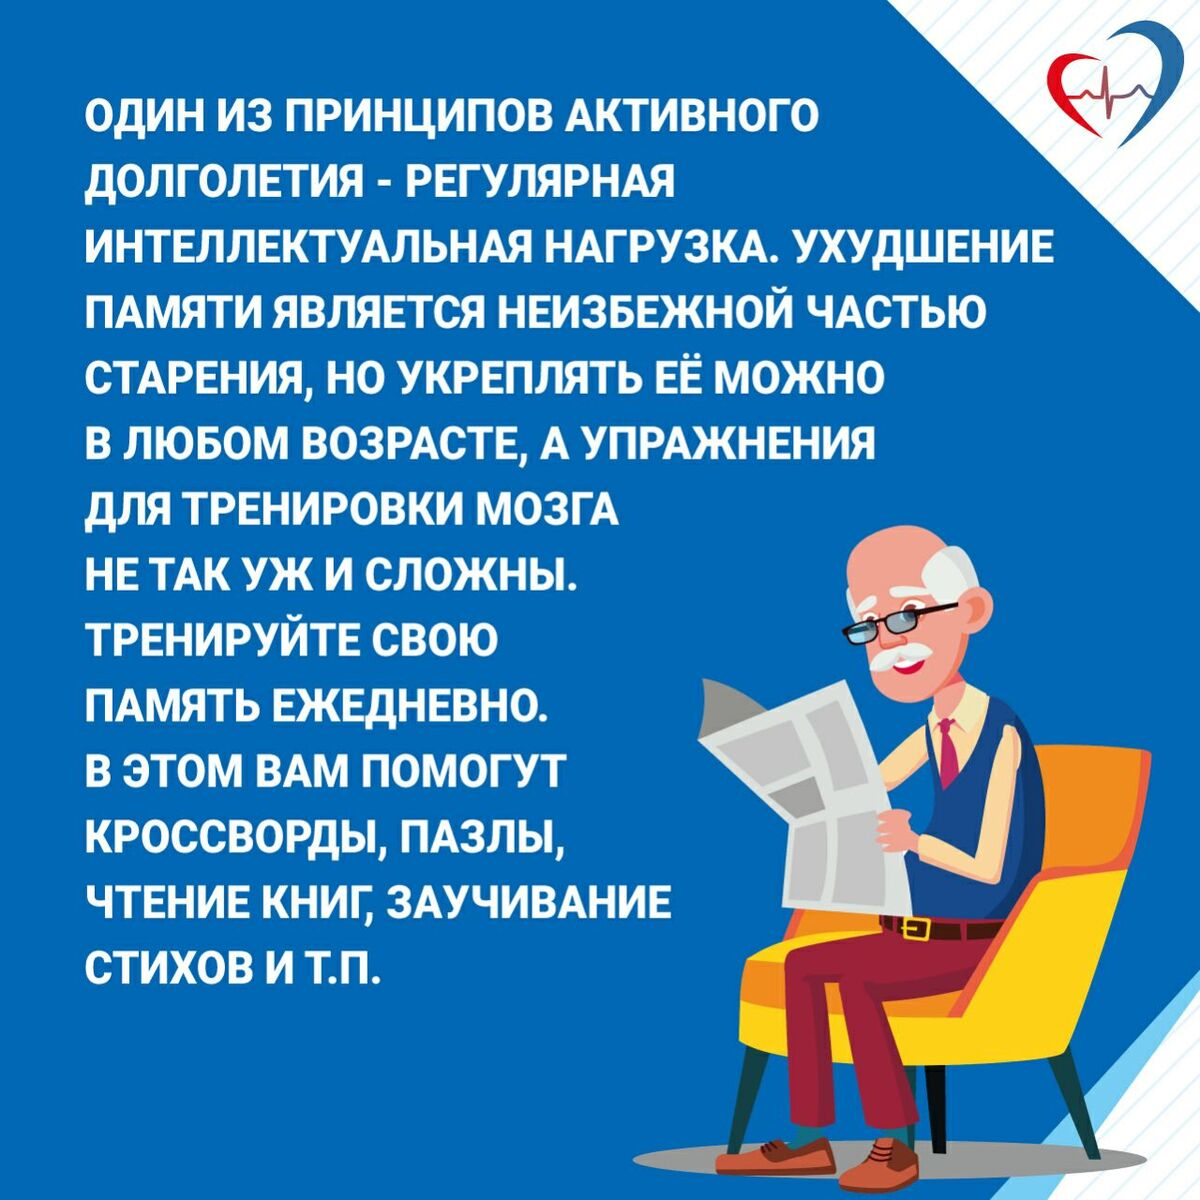 ОДИН ИЗ ПРИНЦИПОВ АКТИВНОГО
ДОЛГОЛЕТИЯ - РЕГУЛЯРНАЯ
ИНТЕЛЛЕКТУАЛЬНАЯ НАГРУЗКА. УХУДШЕНИЕ
ПАМЯТИ ЯВЛЯЕТСЯ НЕИЗБЕЖНОЙ ЧАСТЬЮ
СТАРЕНИЯ, НО УКРЕПЛЯТЬ ЕЁ МОЖНО
В ЛЮБОМ ВОЗРАСТЕ, А УПРАЖНЕНИЯ
ДЛЯ ТРЕНИРОВКИ МОЗГА
НЕ ТАК УЖ И СЛОЖНЫ.
ТРЕНИРУЙТЕ СВОЮ
ПАМЯТЬ ЕЖЕДНЕВНО.
В ЭТОМ ВАМ ПОМОГУТ
КРОССВОРДЫ, ПАЗЛЫ,
ЧТЕНИЕ КНИГ, ЗАУЧИВАНИЕ
СТИХОВ И Т.П.